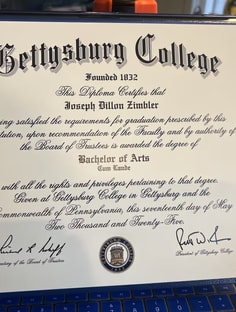 Gettysburg College
Founded 1832
This Diploma Certifies that
Joseph Dillon Zimbler
ing satisfied the requirements for graduation prescribed by this
tution, upon recommendation of the Faculty and by authority of
the Board of Trustees is awarded the degree of
Bachelor of Arts
Cum Laude
with all the rights and privileges pertaining to that degree.
Given at Gettysburg College in Gettysburg and the
mmonwealth of Pennsylvania, this seventeenth day of May
Two Thousand and Twenty-Five.
of the Board of Trustees
President of Gettysburg College